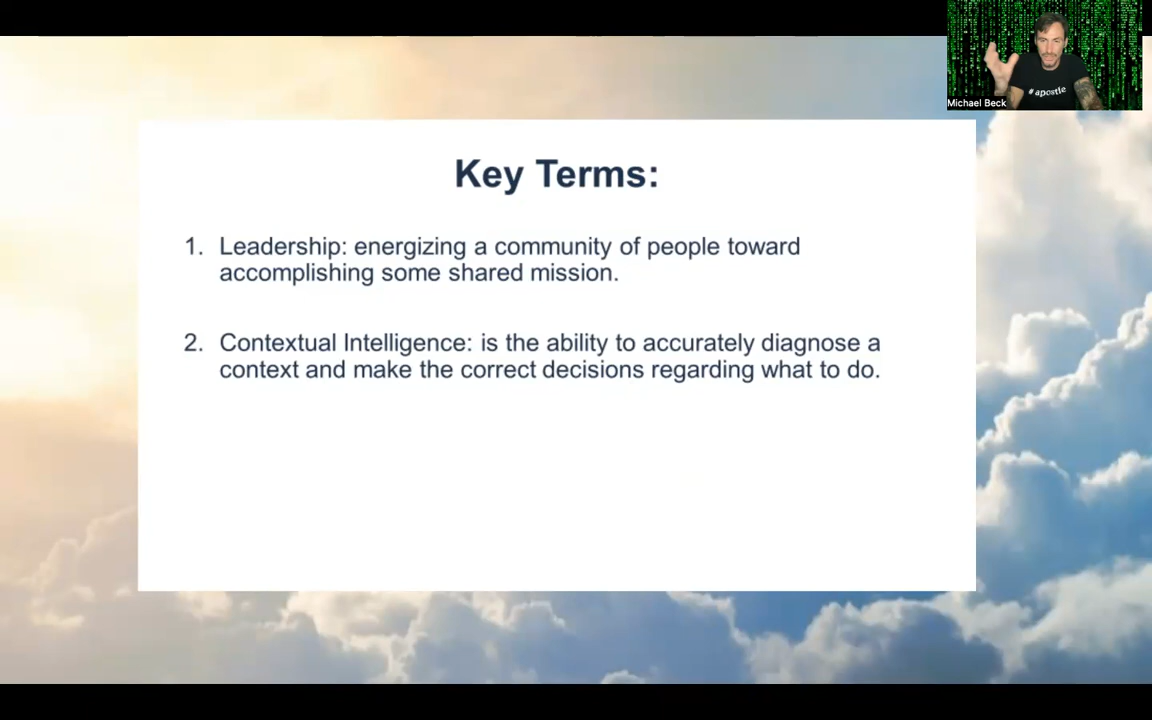 Michael Beck
# apostle
Key Terms:
1. Leadership: energizing a community of people toward
accomplishing some shared mission.
2. Contextual Intelligence: is the ability to accurately diagnose a
context and make the correct decisions regarding what to do.